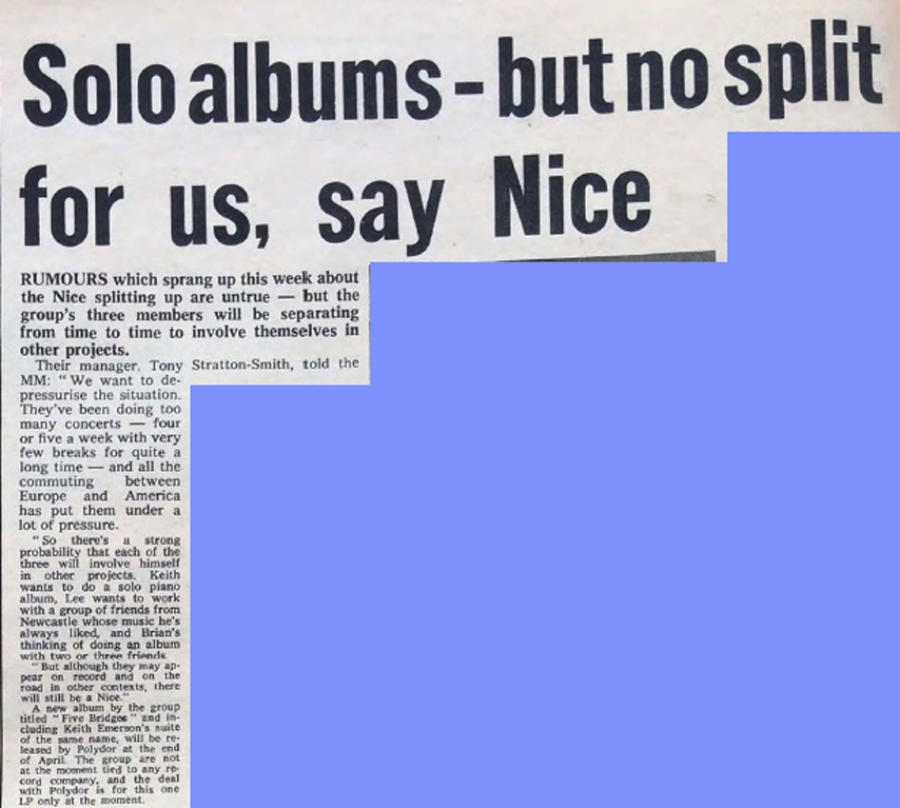 Solo albums - but no split
for us, say Nice
RUMOURS which sprang up this week about
the Nice splitting up are untrue — but the
group's three members will be separating
from time to time to involve themselves in
other projects.
Their manager, Tony Stratton-Smith, told the
MM: "We want to de-
pressurise the situation.
They've been doing too
many concerts — four
or five a week with very
few breaks for quite a
long time — and all the
commuting between
Europe and America
has put them under a
lot of pressure.
"So there's a strong
probability that each of the
three will involve himself
in other projects. Keith
wants to do a solo piano
album, Lee wants to work
with a group of friends from
Newcastle whose music he's
always liked, and Brian's
thinking of doing an album
with two or three friends.
"But although they may ap-
pear on record and on the
road in other contexts, there
will still be a Nice."
A new album by the group
titled "Five Bridges" and in-
cluding Keith Emerson's suite
of the same name, will be re-
leased by Polydor at the end
of April. The group are not
at the moment tied to any re-
cord company, and the deal
with Polydor is for this one
LP only at the moment.